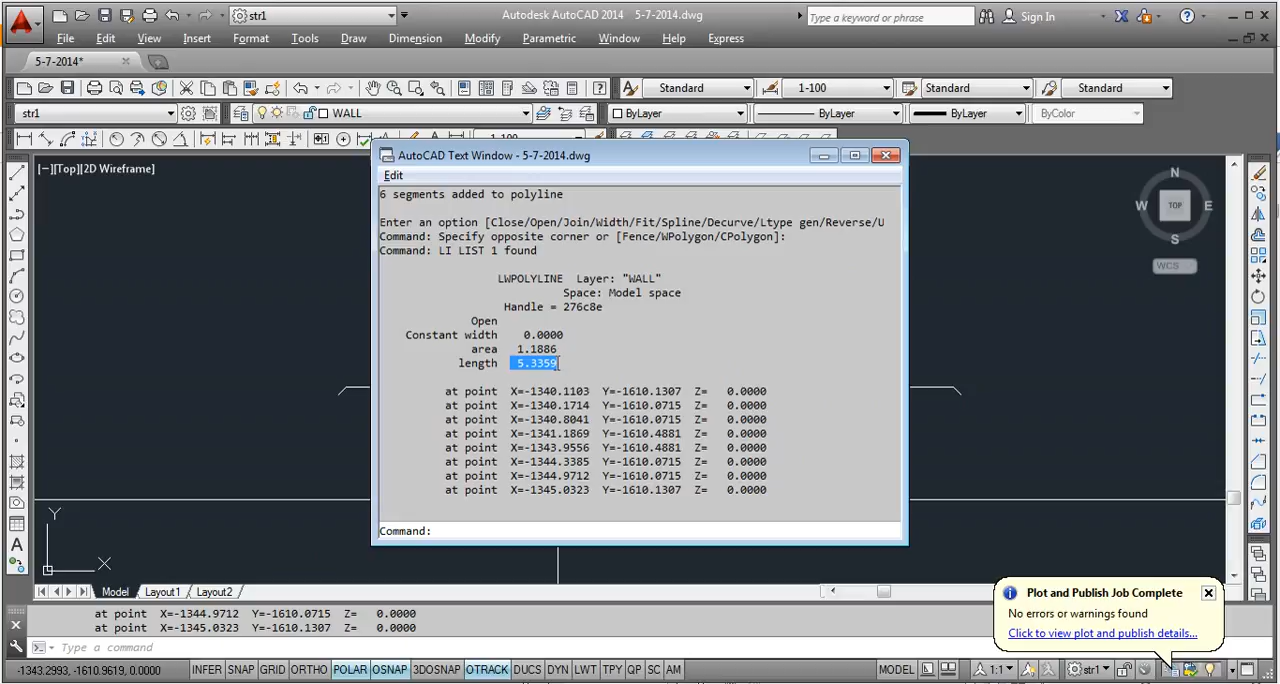 str1
Autodesk AutoCAD 2014 5-7-2014.dwg
Type a keyword or phrase
Sign In
File Edit View Insert Format Tools Draw Dimension Modify Parametric Window Help Express
5-7-2014*
Standard 1-100 Standard Standard
str1 WALL ByLayer ByLayer ByLayer ByColor
1-100
[−][Top][2D Wireframe]
AutoCAD Text Window - 5-7-2014.dwg
Edit
6 segments added to polyline
Enter an option [Close/Open/Join/Width/Fit/Spline/Decurve/Ltype gen/Reverse/U
Command: Specify opposite corner or [Fence/WPolygon/CPolygon]:
Command: LI LIST 1 found
LWPOLYLINE Layer: "WALL"
Space: Model space
Handle = 276c8e
Open
Constant width 0.0000
area 1.1886
length 5.3359
at point X=-1340.1103 Y=-1610.1307 Z= 0.0000
at point X=-1340.1714 Y=-1610.0715 Z= 0.0000
at point X=-1340.8041 Y=-1610.0715 Z= 0.0000
at point X=-1341.1869 Y=-1610.4881 Z= 0.0000
at point X=-1343.9556 Y=-1610.4881 Z= 0.0000
at point X=-1344.3385 Y=-1610.0715 Z= 0.0000
at point X=-1344.9712 Y=-1610.0715 Z= 0.0000
at point X=-1345.0323 Y=-1610.1307 Z= 0.0000
Command:
N
W TOP E
S
WCS
Y
X
Model Layout1 Layout2
Plot and Publish Job Complete
No errors or warnings found
Click to view plot and publish details...
at point X=-1344.9712 Y=-1610.0715 Z= 0.0000
at point X=-1345.0323 Y=-1610.1307 Z= 0.0000
Type a command
-1343.2993, -1610.9619, 0.0000 INFER SNAP GRID ORTHO POLAR OSNAP 3DOSNAP OTRACK DUCS DYN LWT TPY QP SC AM MODEL 1:1 str1